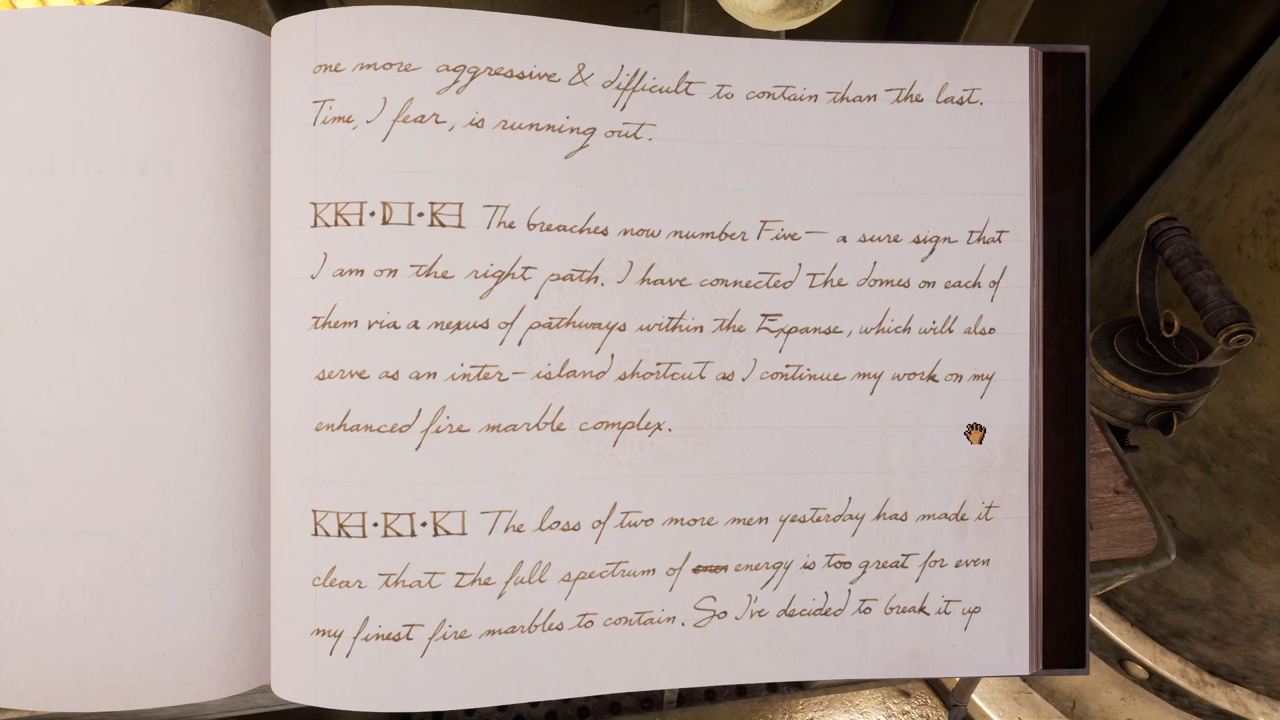 one more aggressive & difficult to contain than the last.
Time, I fear, is running out.
The breaches now number Five — a sure sign that
I am on the right path. I have connected the domes on each of
them via a nexus of pathways within the Expanse, which will also
serve as an inter-island shortcut as I continue my work on my
enhanced fire marble complex.
The loss of two more men yesterday has made it
clear that the full spectrum of energy is too great for even
my finest fire marbles to contain. So I've decided to break it up